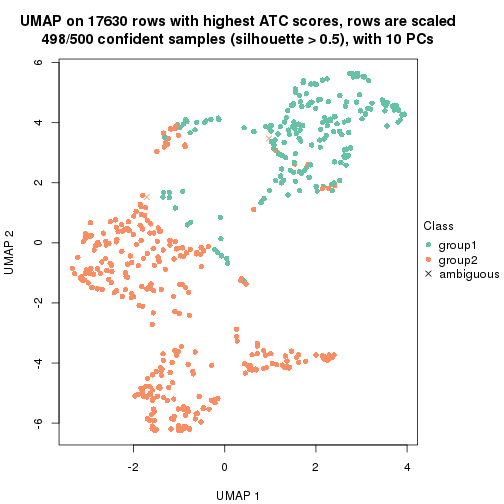 UMAP on 17630 rows with highest ATC scores, rows are scaled
498/500 confident samples (silhouette > 0.5), with 10 PCs
6
4
2
0
-2
-4
-6
UMAP 2
-2
0
2
4
UMAP 1
Class
group1
group2
ambiguous